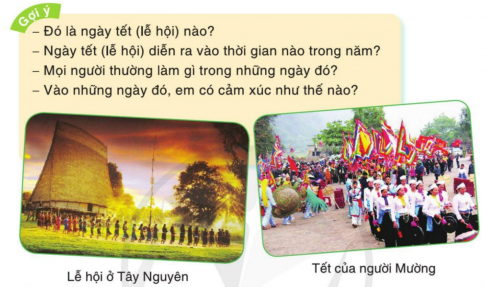 Gợi ý
– Đó là ngày tết (lễ hội) nào?
– Ngày tết (lễ hội) diễn ra vào thời gian nào trong năm?
– Mọi người thường làm gì trong những ngày đó?
– Vào những ngày đó, em có cảm xúc như thế nào?
Lễ hội ở Tây Nguyên
Tết của người Mường